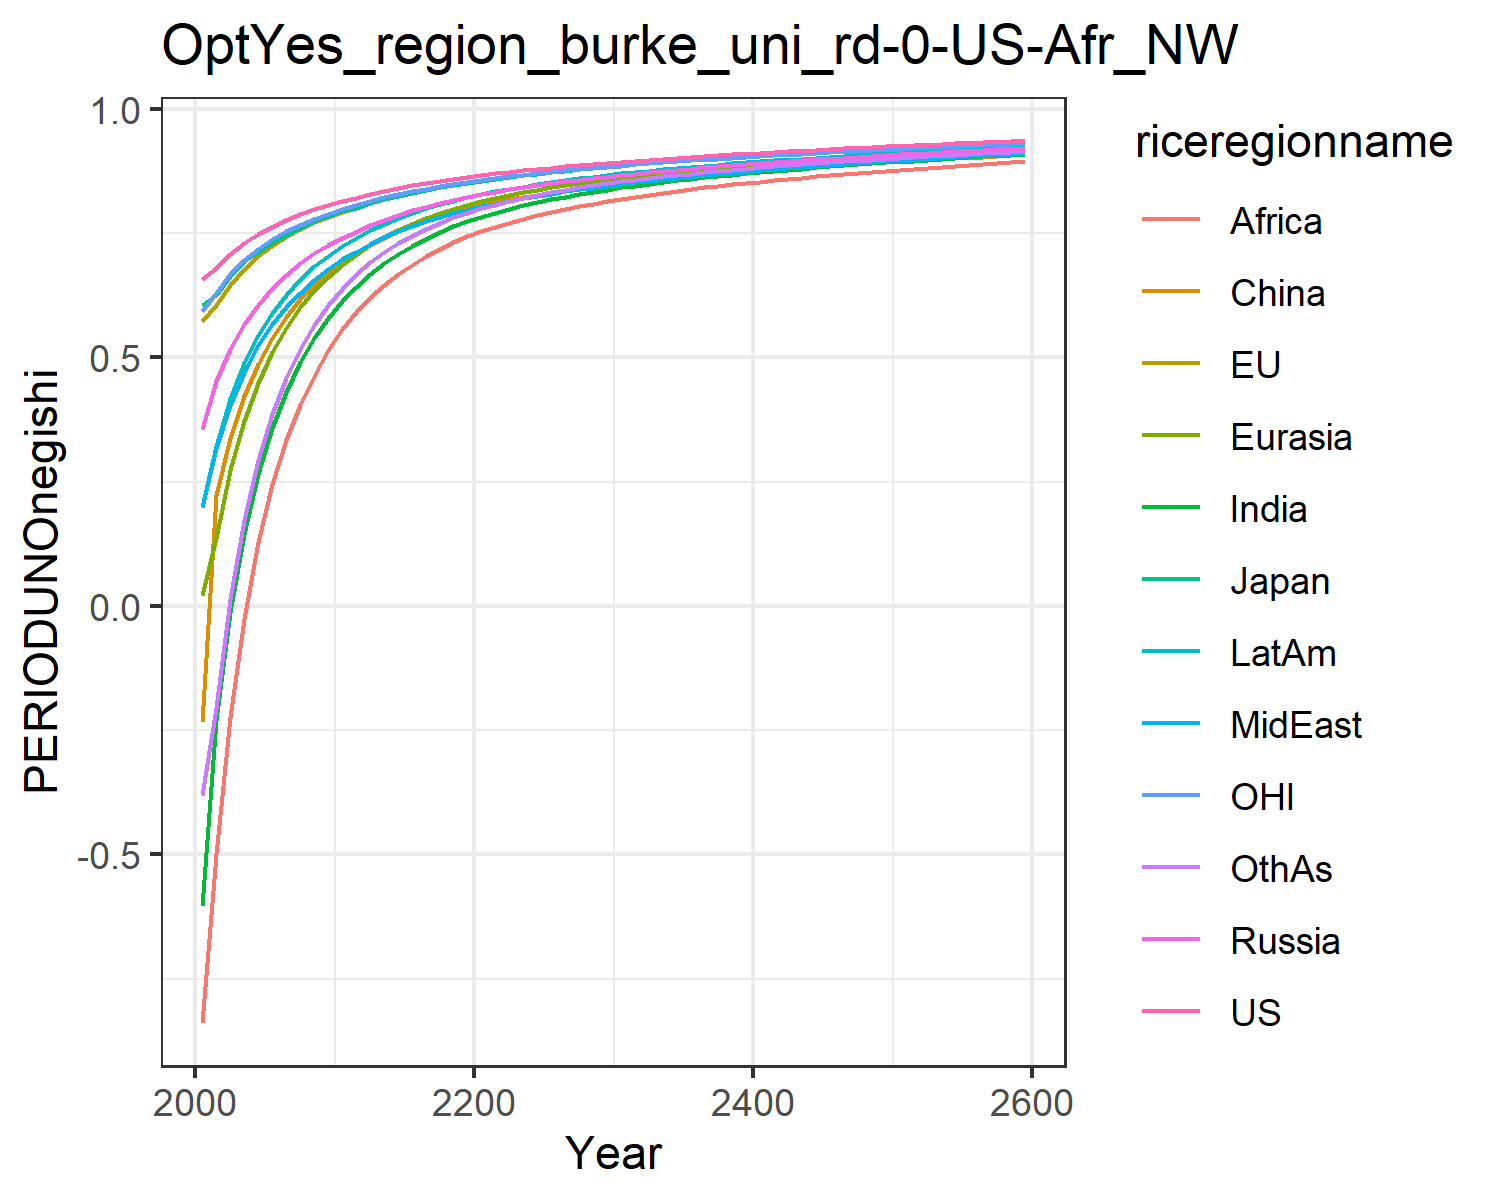 OptYes_region_burke_uni_rd-0-US-Afr_NW
PERIODUNOnegishi
1.0
0.5
0.0
-0.5
2000
2200
2400
2600
Year
riceregionname
Africa
China
EU
Eurasia
India
Japan
LatAm
MidEast
OHI
OthAs
Russia
US